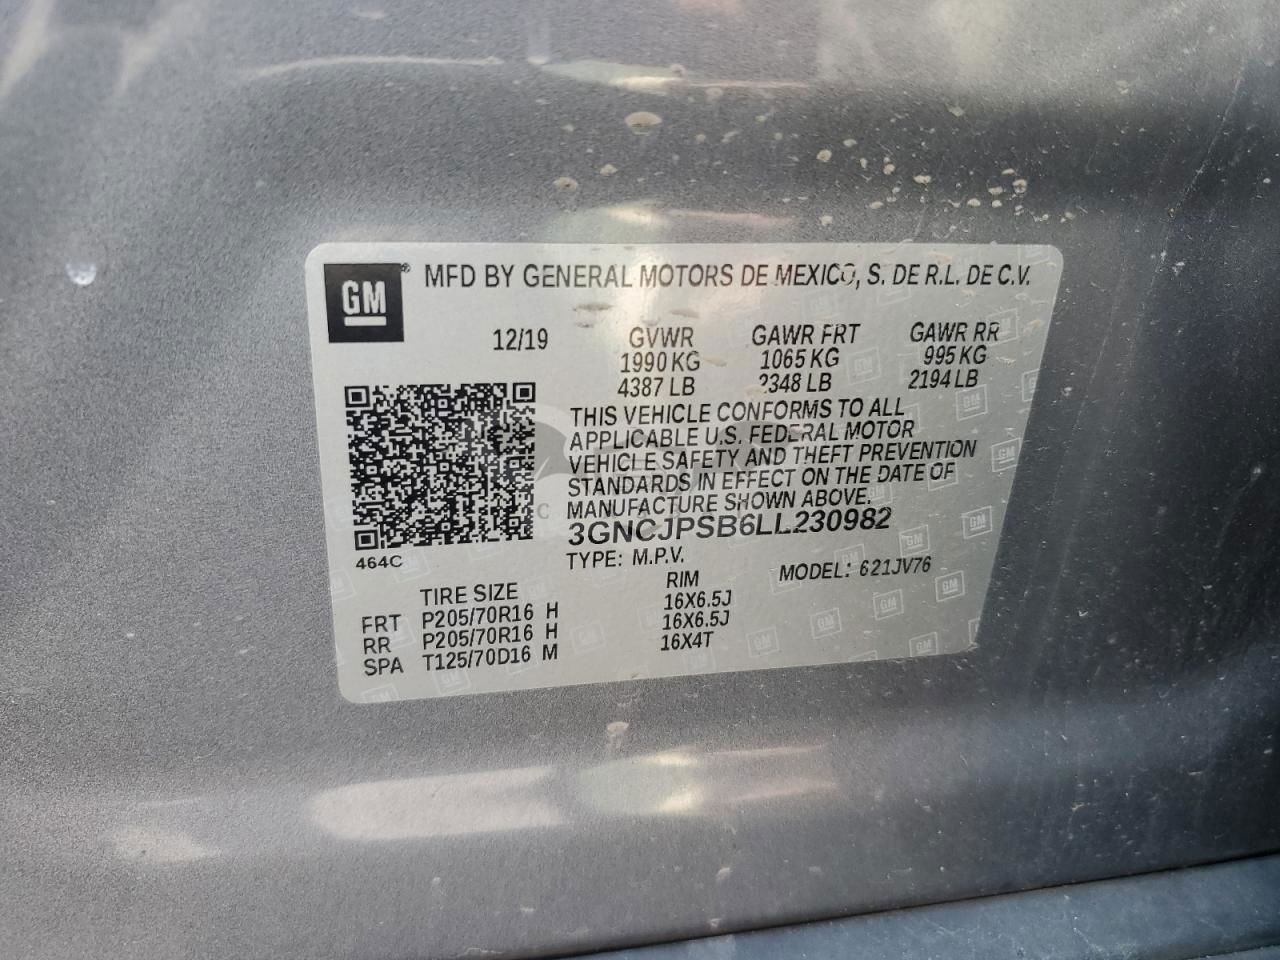 GM ® MFD BY GENERAL MOTORS DE MEXICO, S. DE R.L. DE C.V.
12/19 GVWR GAWR FRT GAWR RR
1990 KG 1065 KG 995 KG
4387 LB 2348 LB 2194 LB
THIS VEHICLE CONFORMS TO ALL
APPLICABLE U.S. FEDERAL MOTOR
VEHICLE SAFETY AND THEFT PREVENTION
STANDARDS IN EFFECT ON THE DATE OF
MANUFACTURE SHOWN ABOVE.
3GNCJPSB6LL230982
464C
TYPE: M.P.V. MODEL: 621JV76
TIRE SIZE RIM
FRT P205/70R16 H 16X6.5J
RR P205/70R16 H 16X6.5J
SPA T125/70D16 M 16X4T